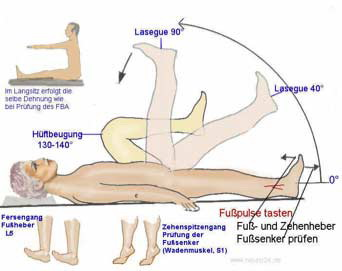 Lasegue 90°
Lasegue 40°
Im Langsitz erfolgt die
selbe Dehnung wie
bei Prüfung des FBA
Hüftbeugung
130-140°
0°
Fußpulse tasten
Fuß- und Zehenheber
Fußsenker prüfen
Fersengang
Fußheber
L5
Zehenspitzengang
Prüfung der
Fußsenker
(Wadenmuskel, S1)